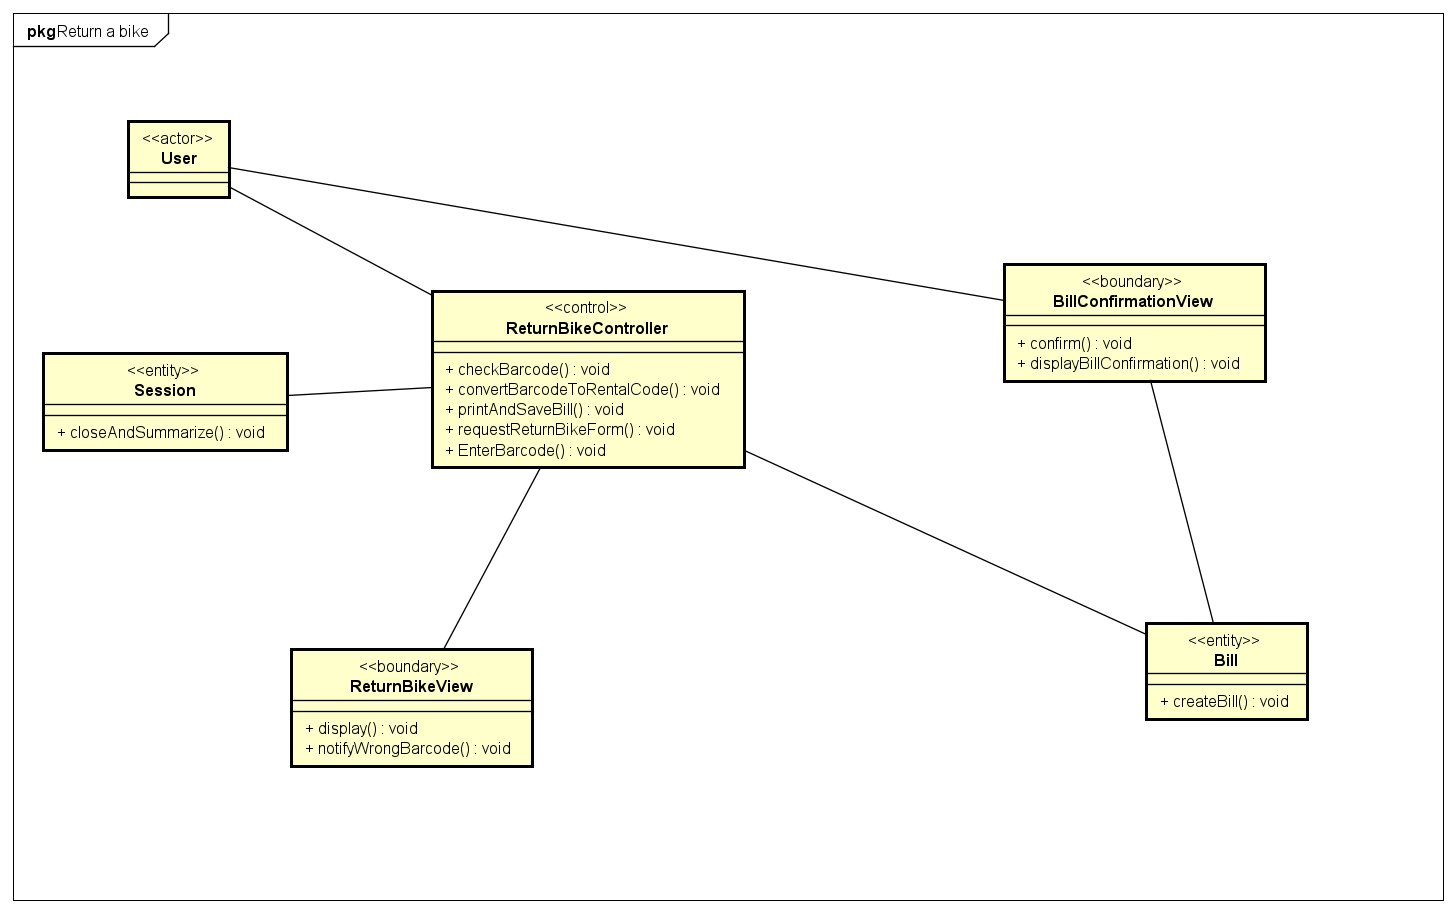 pkgReturn a bike
<<actor>>
User
<<control>>
ReturnBikeController
+ checkBarcode() : void
+ convertBarcodeToRentalCode() : void
+ printAndSaveBill() : void
+ requestReturnBikeForm() : void
+ EnterBarcode() : void
<<boundary>>
BillConfirmationView
+ confirm() : void
+ displayBillConfirmation() : void
<<entity>>
Session
+ closeAndSummarize() : void
<<boundary>>
ReturnBikeView
+ display() : void
+ notifyWrongBarcode() : void
<<entity>>
Bill
+ createBill() : void